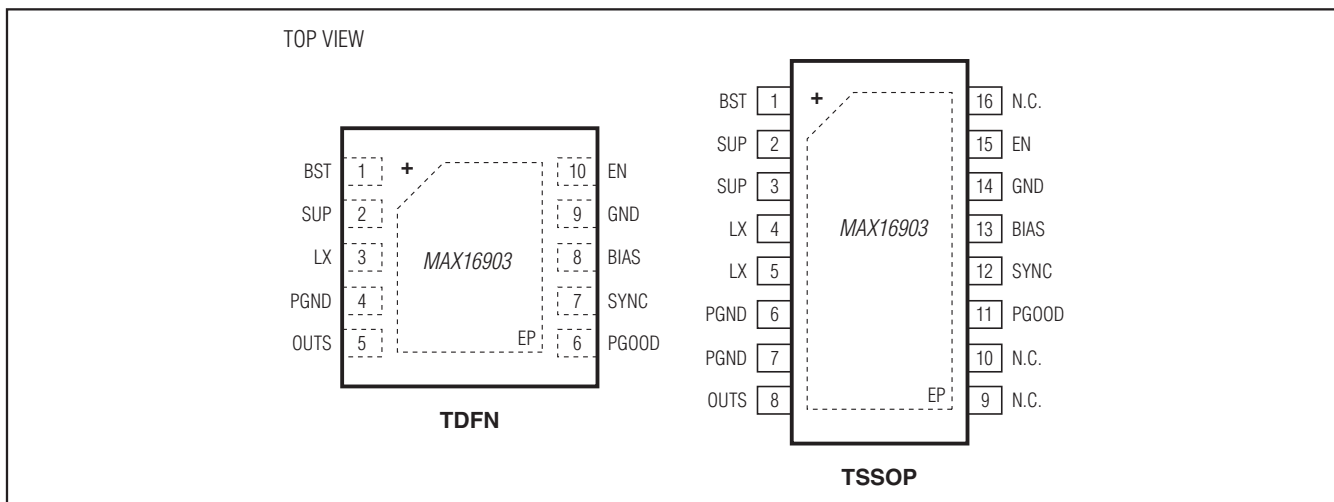 TOP VIEW
BST 1 + 10 EN
SUP 2 9 GND
LX 3 MAX16903 8 BIAS
PGND 4 7 SYNC
OUTS 5 EP 6 PGOOD
TDFN
BST 1 + 16 N.C.
SUP 2 15 EN
SUP 3 14 GND
LX 4 MAX16903 13 BIAS
LX 5 12 SYNC
PGND 6 11 PGOOD
PGND 7 10 N.C.
OUTS 8 EP 9 N.C.
TSSOP